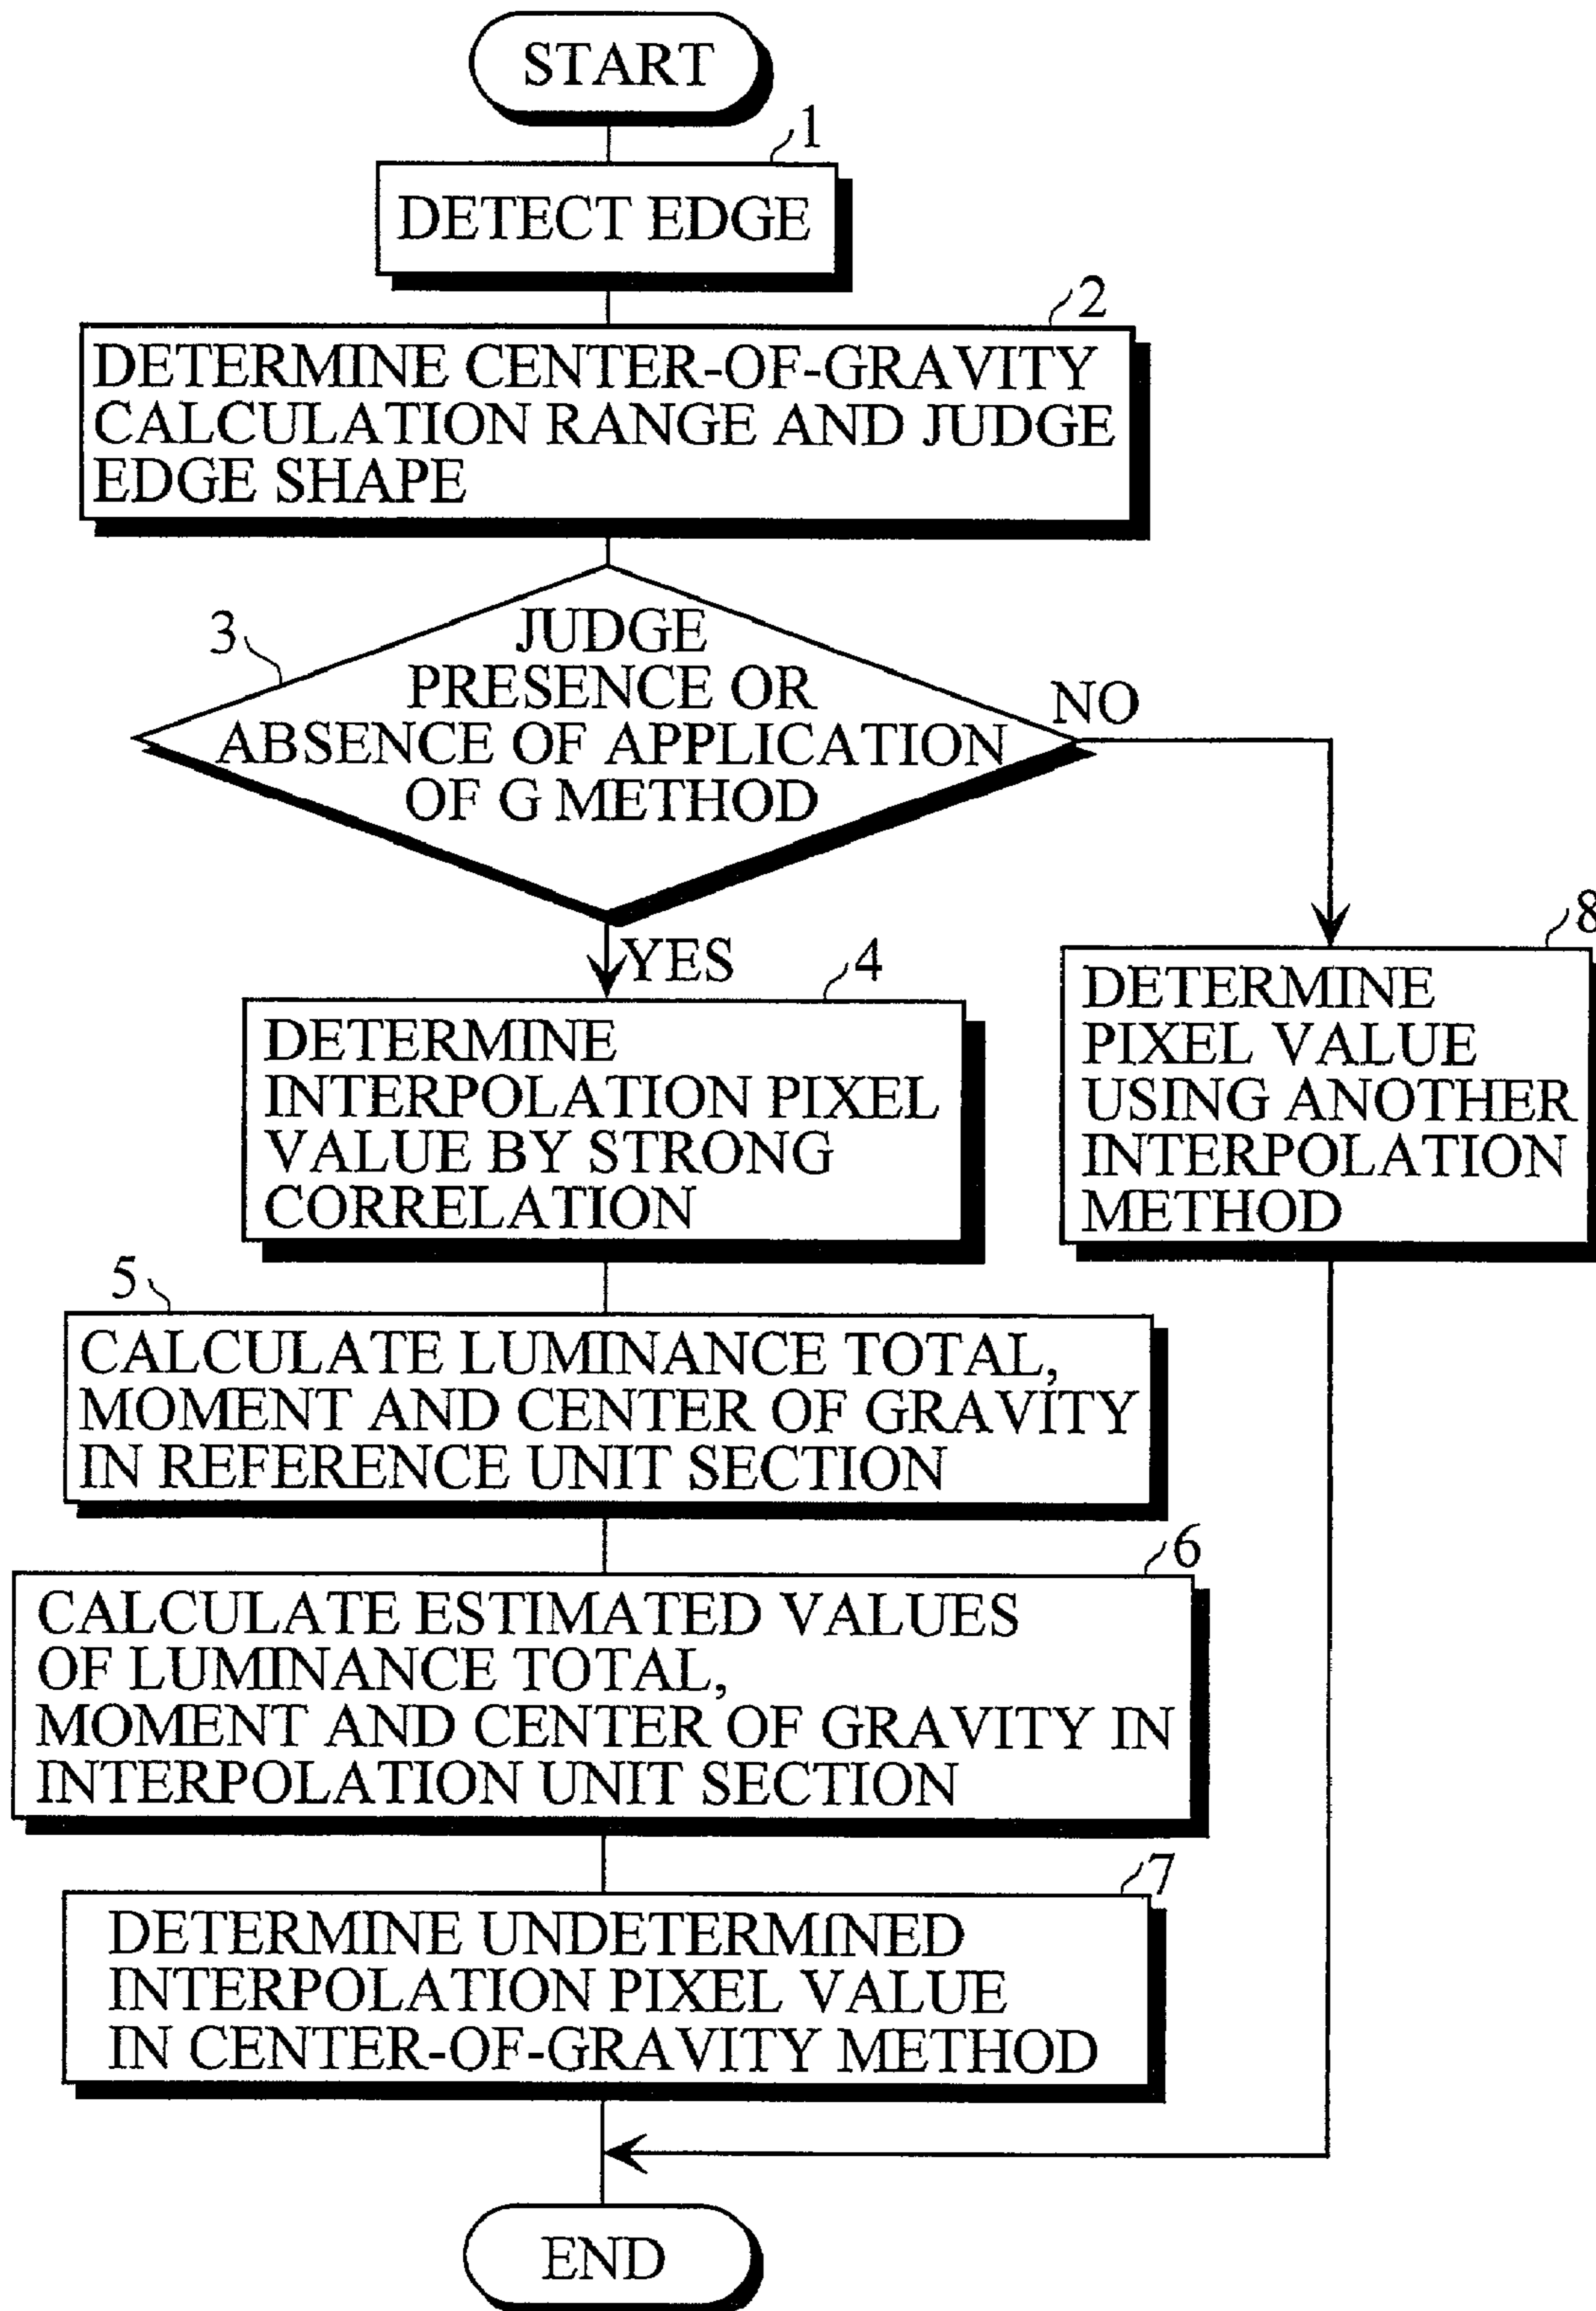 START
1
DETECT EDGE
2
DETERMINE CENTER-OF-GRAVITY
CALCULATION RANGE AND JUDGE
EDGE SHAPE
3
JUDGE
PRESENCE OR
ABSENCE OF APPLICATION
OF G METHOD
NO
YES
4
DETERMINE
INTERPOLATION PIXEL
VALUE BY STRONG
CORRELATION
8
DETERMINE
PIXEL VALUE
USING ANOTHER
INTERPOLATION
METHOD
5
CALCULATE LUMINANCE TOTAL,
MOMENT AND CENTER OF GRAVITY
IN REFERENCE UNIT SECTION
6
CALCULATE ESTIMATED VALUES
OF LUMINANCE TOTAL,
MOMENT AND CENTER OF GRAVITY IN
INTERPOLATION UNIT SECTION
7
DETERMINE UNDETERMINED
INTERPOLATION PIXEL VALUE
IN CENTER-OF-GRAVITY METHOD
END